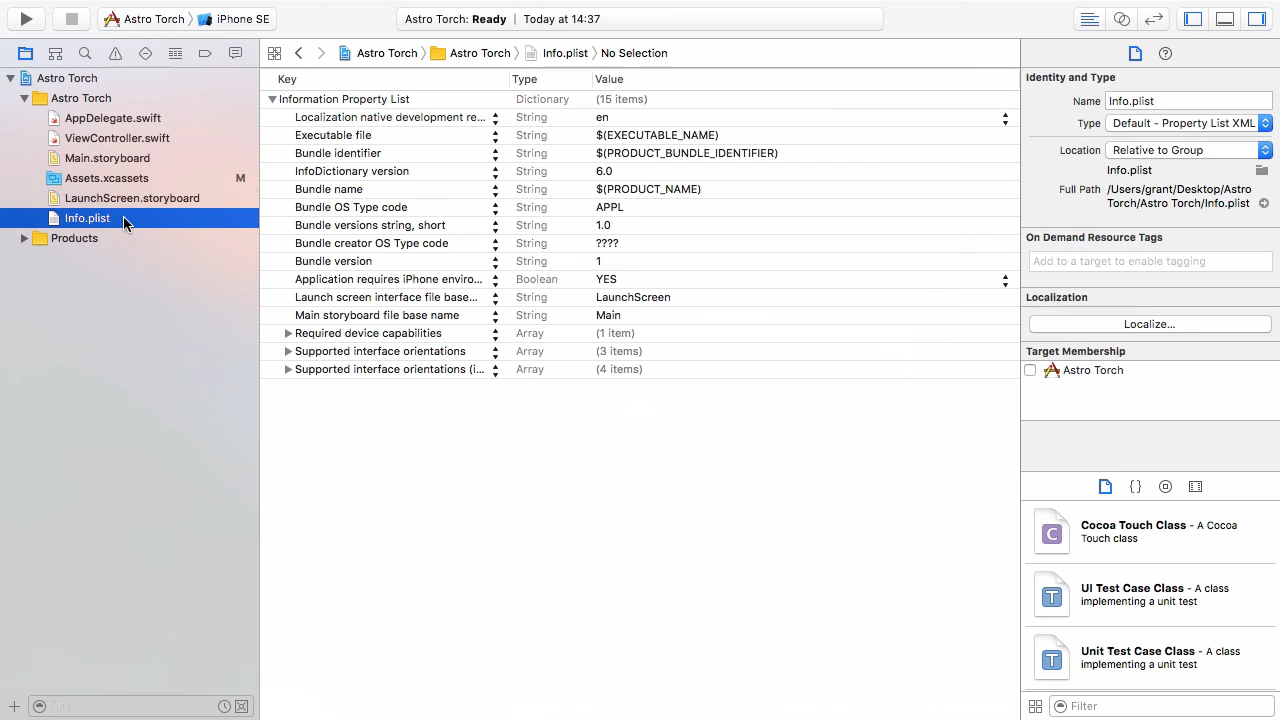 Astro Torch
iPhone SE
Astro Torch: Ready | Today at 14:37
Astro Torch
Astro Torch
Info.plist
No Selection
Astro Torch
Astro Torch
AppDelegate.swift
ViewController.swift
Main.storyboard
Assets.xcassets M
LaunchScreen.storyboard
Info.plist
Products
Filter
Key Type Value
Information Property List Dictionary (15 items)
Localization native development re... String en
Executable file String $(EXECUTABLE_NAME)
Bundle identifier String $(PRODUCT_BUNDLE_IDENTIFIER)
InfoDictionary version String 6.0
Bundle name String $(PRODUCT_NAME)
Bundle OS Type code String APPL
Bundle versions string, short String 1.0
Bundle creator OS Type code String ????
Bundle version String 1
Application requires iPhone enviro... Boolean YES
Launch screen interface file base... String LaunchScreen
Main storyboard file base name String Main
Required device capabilities Array (1 item)
Supported interface orientations Array (3 items)
Supported interface orientations (i... Array (4 items)
Identity and Type
Name Info.plist
Type Default - Property List XML
Location Relative to Group
Info.plist
Full Path /Users/grant/Desktop/Astro
Torch/Astro Torch/Info.plist
On Demand Resource Tags
Add to a target to enable tagging
Localization
Localize...
Target Membership
Astro Torch
{}
C
Cocoa Touch Class - A Cocoa
Touch class
T
UI Test Case Class - A class
implementing a unit test
T
Unit Test Case Class - A class
implementing a unit test
Filter